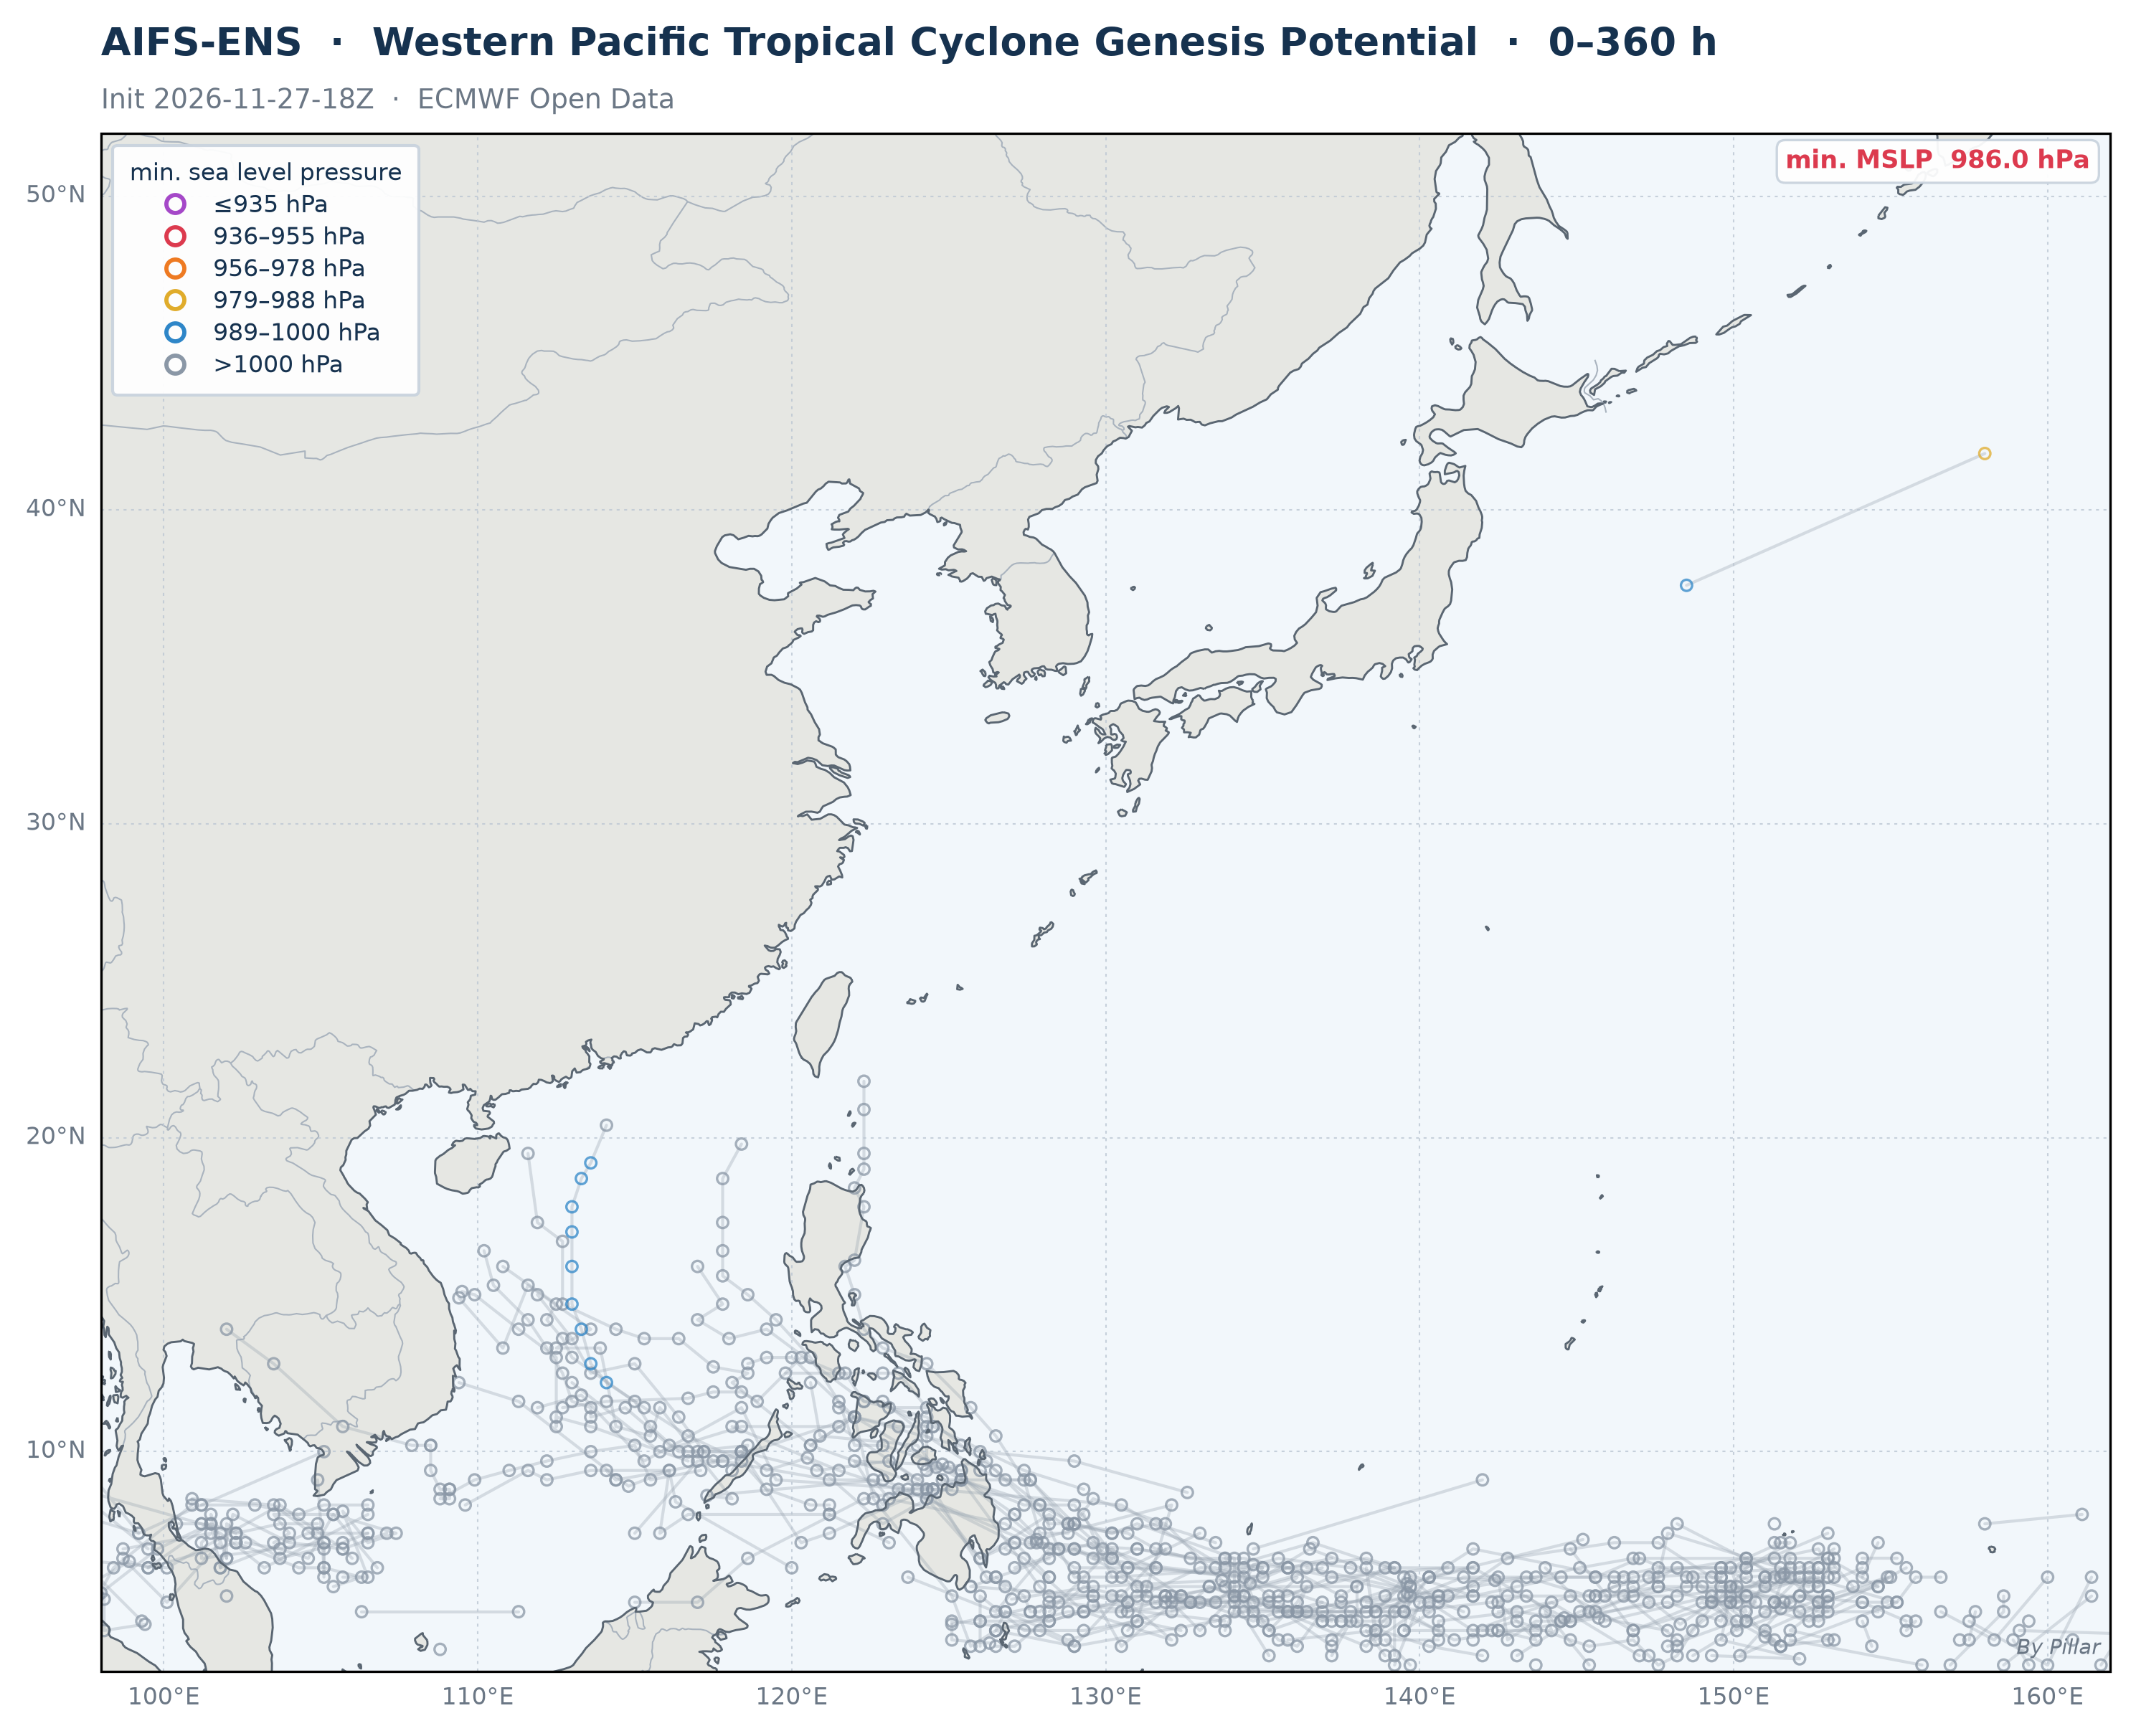 AIFS-ENS · Western Pacific Tropical Cyclone Genesis Potential · 0–360 h
Init 2026-11-27-18Z · ECMWF Open Data
min. sea level pressure
≤935 hPa
936–955 hPa
956–978 hPa
979–988 hPa
989–1000 hPa
>1000 hPa
min. MSLP 986.0 hPa
50°N
40°N
30°N
20°N
10°N
By Pillar
100°E
110°E
120°E
130°E
140°E
150°E
160°E